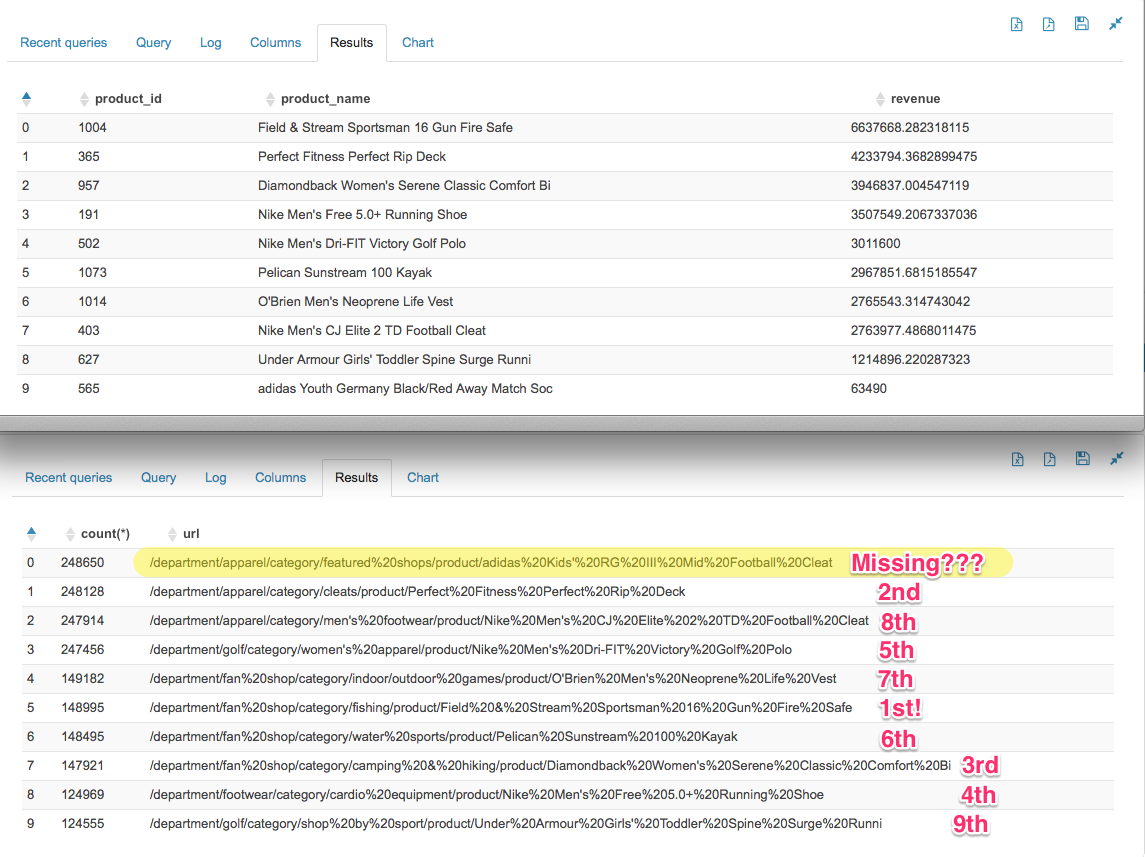 Recent queries Query Log Columns Results Chart
product_id product_name revenue
0 1004 Field & Stream Sportsman 16 Gun Fire Safe 6637668.282318115
1 365 Perfect Fitness Perfect Rip Deck 4233794.3682899475
2 957 Diamondback Women's Serene Classic Comfort Bi 3946837.004547119
3 191 Nike Men's Free 5.0+ Running Shoe 3507549.2067337036
4 502 Nike Men's Dri-FIT Victory Golf Polo 3011600
5 1073 Pelican Sunstream 100 Kayak 2967851.6815185547
6 1014 O'Brien Men's Neoprene Life Vest 2765543.314743042
7 403 Nike Men's CJ Elite 2 TD Football Cleat 2763977.4868011475
8 627 Under Armour Girls' Toddler Spine Surge Runni 1214896.220287323
9 565 adidas Youth Germany Black/Red Away Match Soc 63490
Recent queries Query Log Columns Results Chart
count(*) url
0 248650 /department/apparel/category/featured%20shops/product/adidas%20Kids'%20RG%20III%20Mid%20Football%20Cleat Missing???
1 248128 /department/apparel/category/cleats/product/Perfect%20Fitness%20Perfect%20Rip%20Deck 2nd
2 247914 /department/apparel/category/men's%20footwear/product/Nike%20Men's%20CJ%20Elite%202%20TD%20Football%20Cleat 8th
3 247456 /department/golf/category/women's%20apparel/product/Nike%20Men's%20Dri-FIT%20Victory%20Golf%20Polo 5th
4 149182 /department/fan%20shop/category/indoor/outdoor%20games/product/O'Brien%20Men's%20Neoprene%20Life%20Vest 7th
5 148995 /department/fan%20shop/category/fishing/product/Field%20&%20Stream%20Sportsman%2016%20Gun%20Fire%20Safe 1st!
6 148495 /department/fan%20shop/category/water%20sports/product/Pelican%20Sunstream%20100%20Kayak 6th
7 147921 /department/fan%20shop/category/camping%20&%20hiking/product/Diamondback%20Women's%20Serene%20Classic%20Comfort%20Bi 3rd
8 124969 /department/footwear/category/cardio%20equipment/product/Nike%20Men's%20Free%205.0+%20Running%20Shoe 4th
9 124555 /department/golf/category/shop%20by%20sport/product/Under%20Armour%20Girls'%20Toddler%20Spine%20Surge%20Runni 9th